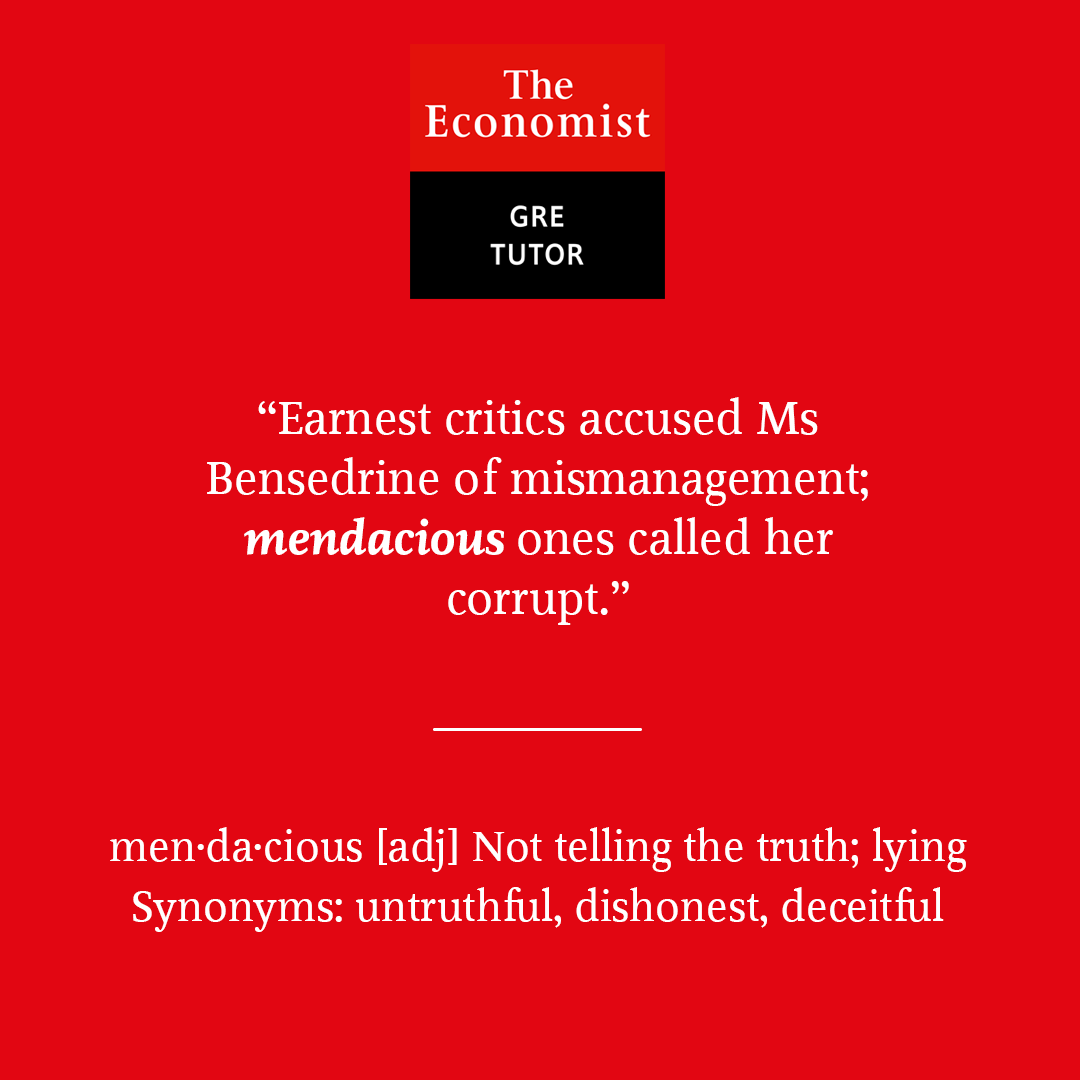 The
Economist
GRE
TUTOR
“Earnest critics accused Ms
Bensedrine of mismanagement;
mendacious ones called her
corrupt.”
men·da·cious [adj] Not telling the truth; lying
Synonyms: untruthful, dishonest, deceitful